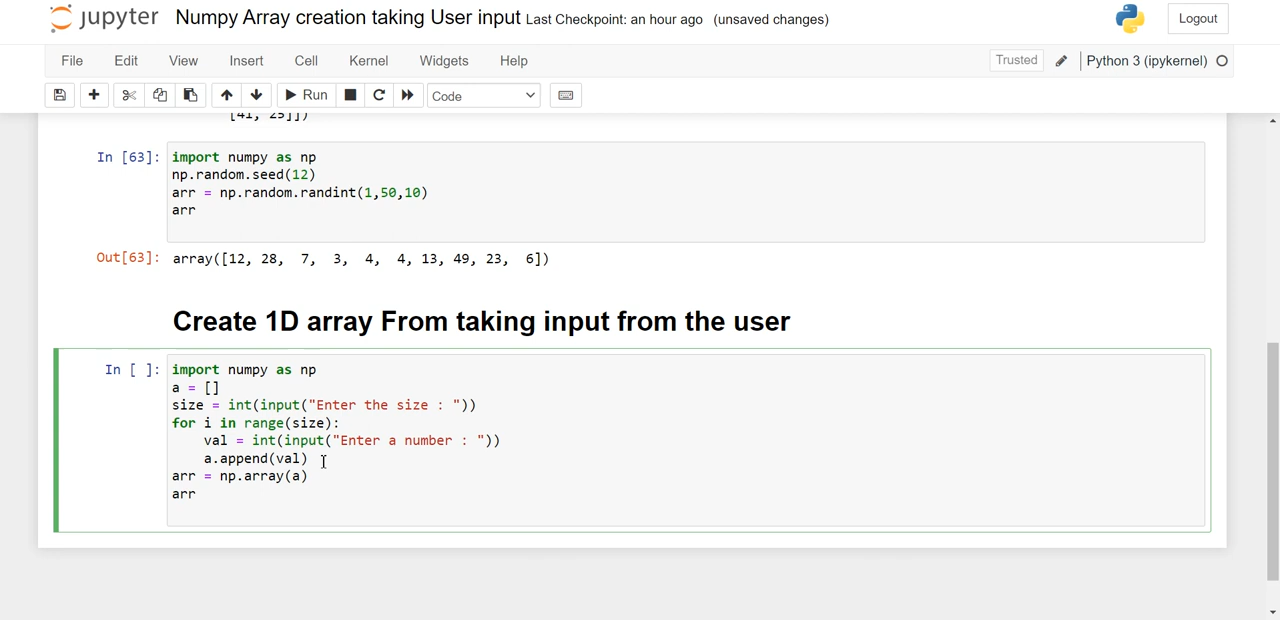 jupyter Numpy Array creation taking User input Last Checkpoint: an hour ago (unsaved changes) Logout
File Edit View Insert Cell Kernel Widgets Help Trusted Python 3 (ipykernel)
Run Code
[41, 25]])
In [63]: import numpy as np
np.random.seed(12)
arr = np.random.randint(1,50,10)
arr
Out[63]: array([12, 28,  7,  3,  4,  4, 13, 49, 23,  6])
Create 1D array From taking input from the user
In [ ]: import numpy as np
a = []
size = int(input("Enter the size : "))
for i in range(size):
    val = int(input("Enter a number : "))
    a.append(val)
arr = np.array(a)
arr